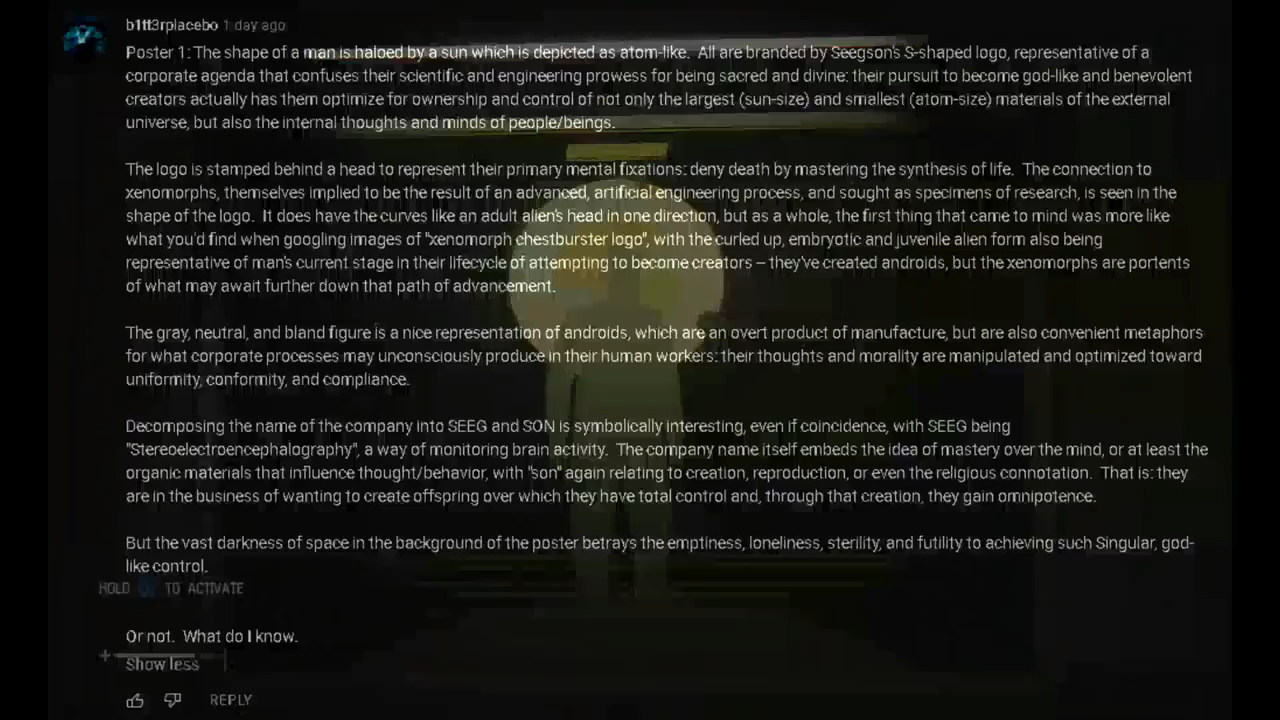 b1tt3rplacebo 1 day ago
Poster 1: The shape of a man is haloed by a sun which is depicted as atom-like.  All are branded by Seegson's S-shaped logo, representative of a
corporate agenda that confuses their scientific and engineering prowess for being sacred and divine: their pursuit to become god-like and benevolent
creators actually has them optimize for ownership and control of not only the largest (sun-size) and smallest (atom-size) materials of the external
universe, but also the internal thoughts and minds of people/beings.
The logo is stamped behind a head to represent their primary mental fixations: deny death by mastering the synthesis of life.  The connection to
xenomorphs, themselves implied to be the result of an advanced, artificial engineering process, and sought as specimens of research, is seen in the
shape of the logo.  It does have the curves like an adult alien's head in one direction, but as a whole, the first thing that came to mind was more like
what you'd find when googling images of "xenomorph chestburster logo", with the curled up, embryotic and juvenile alien form also being
representative of man's current stage in their lifecycle of attempting to become creators – they've created androids, but the xenomorphs are portents
of what may await further down that path of advancement.
The gray, neutral, and bland figure is a nice representation of androids, which are an overt product of manufacture, but are also convenient metaphors
for what corporate processes may unconsciously produce in their human workers: their thoughts and morality are manipulated and optimized toward
uniformity, conformity, and compliance.
Decomposing the name of the company into SEEG and SON is symbolically interesting, even if coincidence, with SEEG being
"Stereoelectroencephalography", a way of monitoring brain activity.  The company name itself embeds the idea of mastery over the mind, or at least the
organic materials that influence thought/behavior, with "son" again relating to creation, reproduction, or even the religious connotation.  That is: they
are in the business of wanting to create offspring over which they have total control and, through that creation, they gain omnipotence.
But the vast darkness of space in the background of the poster betrays the emptiness, loneliness, sterility, and futility to achieving such Singular, god-
like control.
HOLD TO ACTIVATE
Or not.  What do I know.
Show less
REPLY